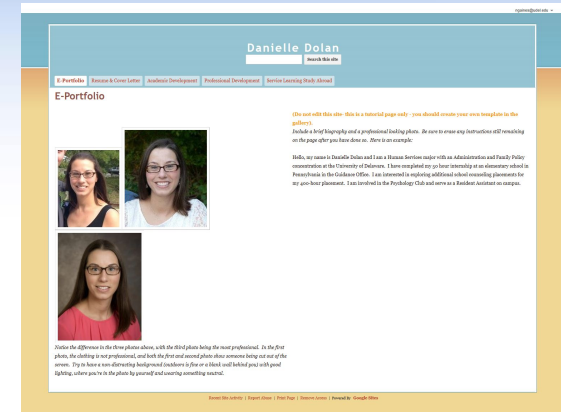 Danielle Dolan
Search this site
E-Portfolio
Resume & Cover Letter
Academic Development
Professional Development
Service Learning Study Abroad
E-Portfolio
(Do not edit this site- this is a tutorial page only - you should create your own template in the
gallery).
Include a brief biography and a professional looking photo. Be sure to erase any instructions still remaining
on the page after you have done so. Here is an example;
Hello, my name is Danielle Dolan and I am a Human Services major with an Administration and Family Policy
concentration at the University of Delaware. I have completed my 50 hour internship at an elementary school in
Pennsylvania in the Guidance Office. I am interested in exploring additional school counseling placements for
my 400-hour placement. I am involved in the Psychology Club and serve as a Resident Assistant on campus.
Notice the difference in the three photos above, with the third photo being the most professional. In the first
photo, the clothing is not professional, and both the first and second photo show someone being cut out of the
screen. Try to have a non-distracting background (outdoors is fine or a blank wall behind you) with good
lighting, where you're in the photo by yourself and wearing something neutral.
Recent Site Activity | Report Abuse | Print Page | Remove Access | Powered By Google Sites